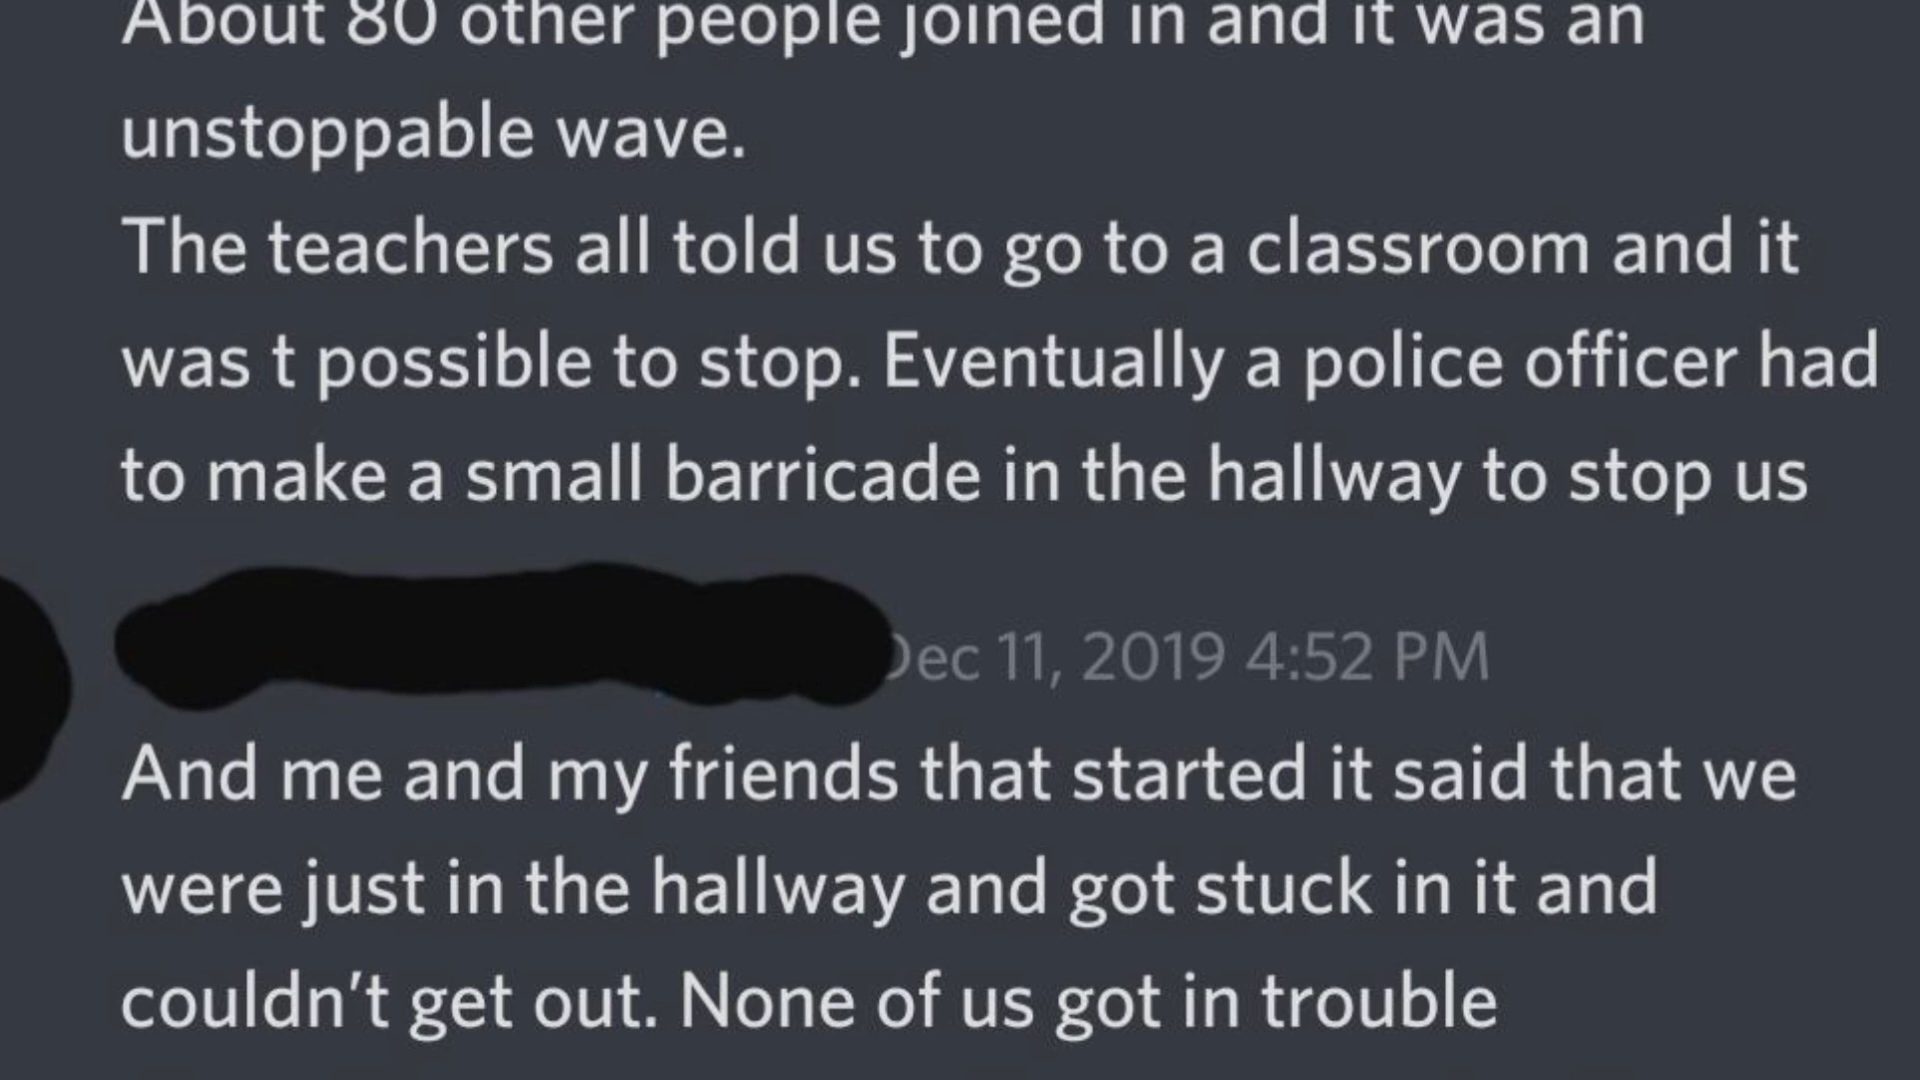 About 80 other people joined in and it was an
unstoppable wave.
The teachers all told us to go to a classroom and it
was t possible to stop. Eventually a police officer had
to make a small barricade in the hallway to stop us
Dec 11, 2019 4:52 PM
And me and my friends that started it said that we
were just in the hallway and got stuck in it and
couldn't get out. None of us got in trouble